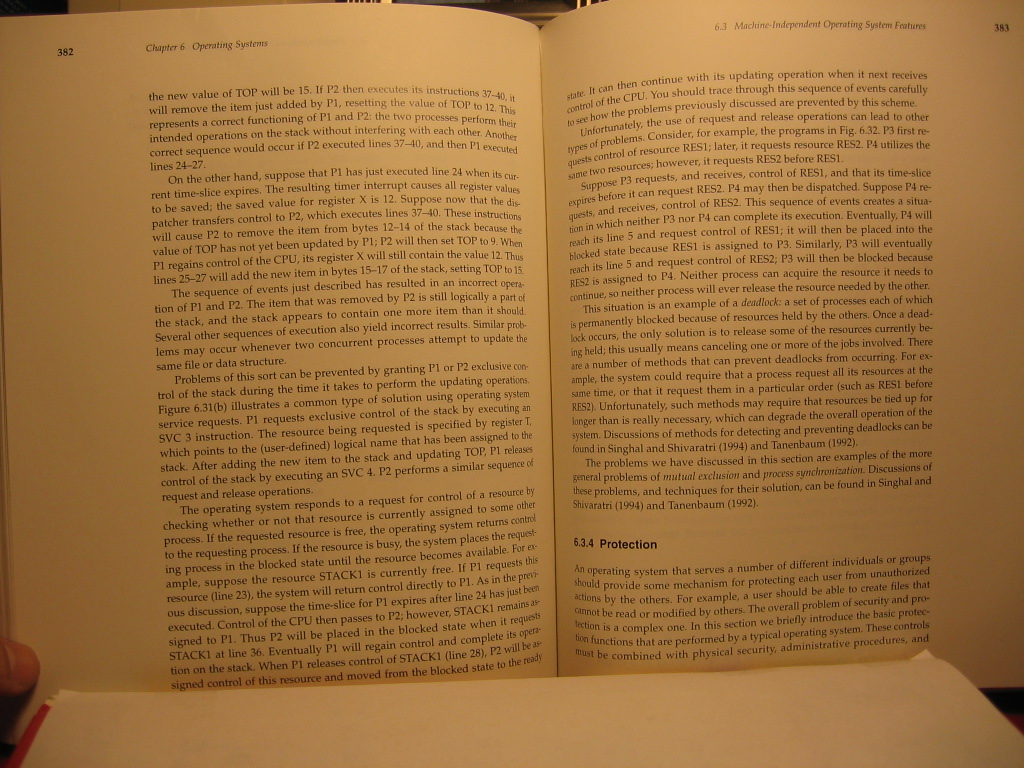 382
Chapter 6 Operating Systems
the new value of TOP will be 15. If P2 then executes its instructions 37–40, it
will remove the item just added by P1, resetting the value of TOP to 12. This
represents a correct functioning of P1 and P2: the two processes perform their
intended operations on the stack without interfering with each other. Another
correct sequence would occur if P2 executed lines 37–40, and then P1 executed
lines 24–27.
On the other hand, suppose that P1 has just executed line 24 when its cur-
rent time-slice expires. The resulting timer interrupt causes all register values
to be saved; the saved value for register X is 12. Suppose now that the dis-
patcher transfers control to P2, which executes lines 37–40. These instructions
will cause P2 to remove the item from bytes 12–14 of the stack because the
value of TOP has not yet been updated by P1; P2 will then set TOP to 9. When
P1 regains control of the CPU, its register X will still contain the value 12. Thus
lines 25–27 will add the new item in bytes 15–17 of the stack, setting TOP to 15.
The sequence of events just described has resulted in an incorrect opera-
tion of P1 and P2. The item that was removed by P2 is still logically a part of
the stack, and the stack appears to contain one more item than it should.
Several other sequences of execution also yield incorrect results. Similar prob-
lems may occur whenever two concurrent processes attempt to update the
same file or data structure.
Problems of this sort can be prevented by granting P1 or P2 exclusive con-
trol of the stack during the time it takes to perform the updating operations.
Figure 6.31(b) illustrates a common type of solution using operating system
service requests. P1 requests exclusive control of the stack by executing an
SVC 3 instruction. The resource being requested is specified by register T,
which points to the (user-defined) logical name that has been assigned to the
stack. After adding the new item to the stack and updating TOP, P1 releases
control of the stack by executing an SVC 4. P2 performs a similar sequence of
request and release operations.
The operating system responds to a request for control of a resource by
checking whether or not that resource is currently assigned to some other
process. If the requested resource is free, the operating system returns control
to the requesting process. If the resource is busy, the system places the request-
ing process in the blocked state until the resource becomes available. For ex-
ample, suppose the resource STACK1 is currently free. If P1 requests this
resource (line 23), the system will return control directly to P1. As in the previ-
ous discussion, suppose the time-slice for P1 expires after line 24 has just been
executed. Control of the CPU then passes to P2; however, STACK1 remains as-
signed to P1. Thus P2 will be placed in the blocked state when it requests
STACK1 at line 36. Eventually P1 will regain control and complete its opera-
tion on the stack. When P1 releases control of STACK1 (line 28), P2 will be as-
signed control of this resource and moved from the blocked state to the ready
6.3 Machine-Independent Operating System Features
383
state. It can then continue with its updating operation when it next receives
control of the CPU. You should trace through this sequence of events carefully
to see how the problems previously discussed are prevented by this scheme.
Unfortunately, the use of request and release operations can lead to other
types of problems. Consider, for example, the programs in Fig. 6.32. P3 first re-
quests control of resource RES1; later, it requests resource RES2. P4 utilizes the
same two resources; however, it requests RES2 before RES1.
Suppose P3 requests, and receives, control of RES1, and that its time-slice
expires before it can request RES2. P4 may then be dispatched. Suppose P4 re-
quests, and receives, control of RES2. This sequence of events creates a situa-
tion in which neither P3 nor P4 can complete its execution. Eventually, P4 will
reach its line 5 and request control of RES1; it will then be placed into the
blocked state because RES1 is assigned to P3. Similarly, P3 will eventually
reach its line 5 and request control of RES2; P3 will then be blocked because
RES2 is assigned to P4. Neither process can acquire the resource it needs to
continue, so neither process will ever release the resource needed by the other.
This situation is an example of a deadlock: a set of processes each of which
is permanently blocked because of resources held by the others. Once a dead-
lock occurs, the only solution is to release some of the resources currently be-
ing held; this usually means canceling one or more of the jobs involved. There
are a number of methods that can prevent deadlocks from occurring. For ex-
ample, the system could require that a process request all its resources at the
same time, or that it request them in a particular order (such as RES1 before
RES2). Unfortunately, such methods may require that resources be tied up for
longer than is really necessary, which can degrade the overall operation of the
system. Discussions of methods for detecting and preventing deadlocks can be
found in Singhal and Shivaratri (1994) and Tanenbaum (1992).
The problems we have discussed in this section are examples of the more
general problems of mutual exclusion and process synchronization. Discussions of
these problems, and techniques for their solution, can be found in Singhal and
Shivaratri (1994) and Tanenbaum (1992).
6.3.4 Protection
An operating system that serves a number of different individuals or groups
should provide some mechanism for protecting each user from unauthorized
actions by the others. For example, a user should be able to create files that
cannot be read or modified by others. The overall problem of security and pro-
tection is a complex one. In this section we briefly introduce the basic protec-
tion functions that are performed by a typical operating system. These controls
must be combined with physical security, administrative procedures, and